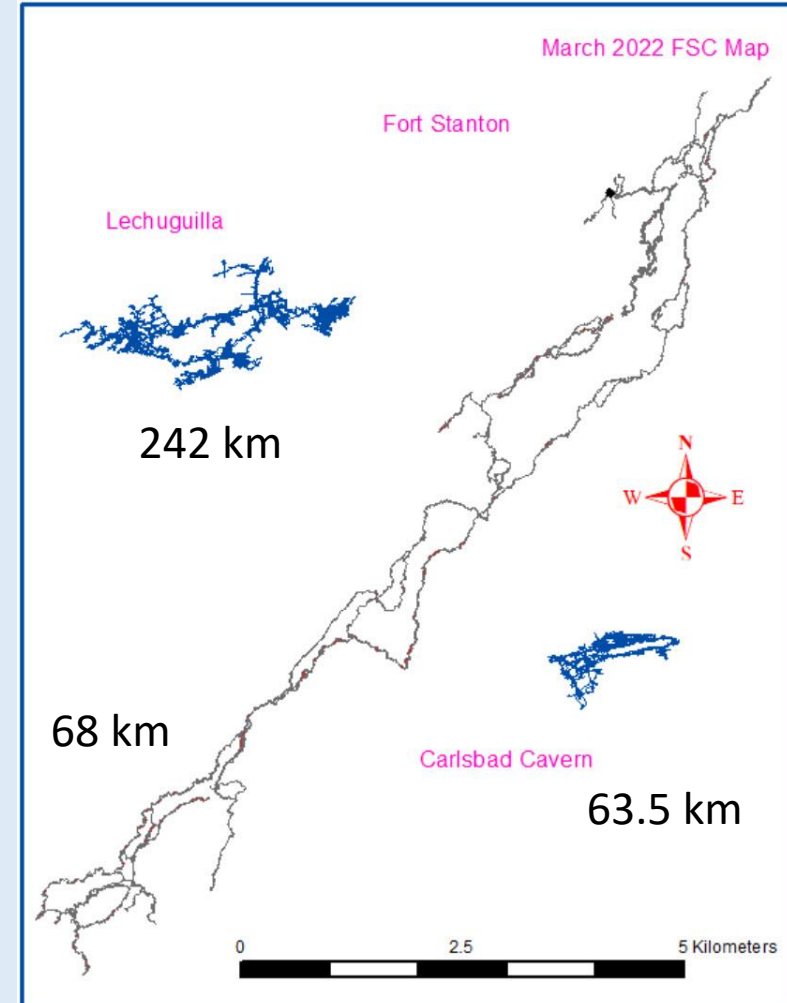 March 2022 FSC Map
Fort Stanton
Lechuguilla
242 km
N
W E
S
68 km
Carlsbad Cavern
63.5 km
0 2.5 5 Kilometers